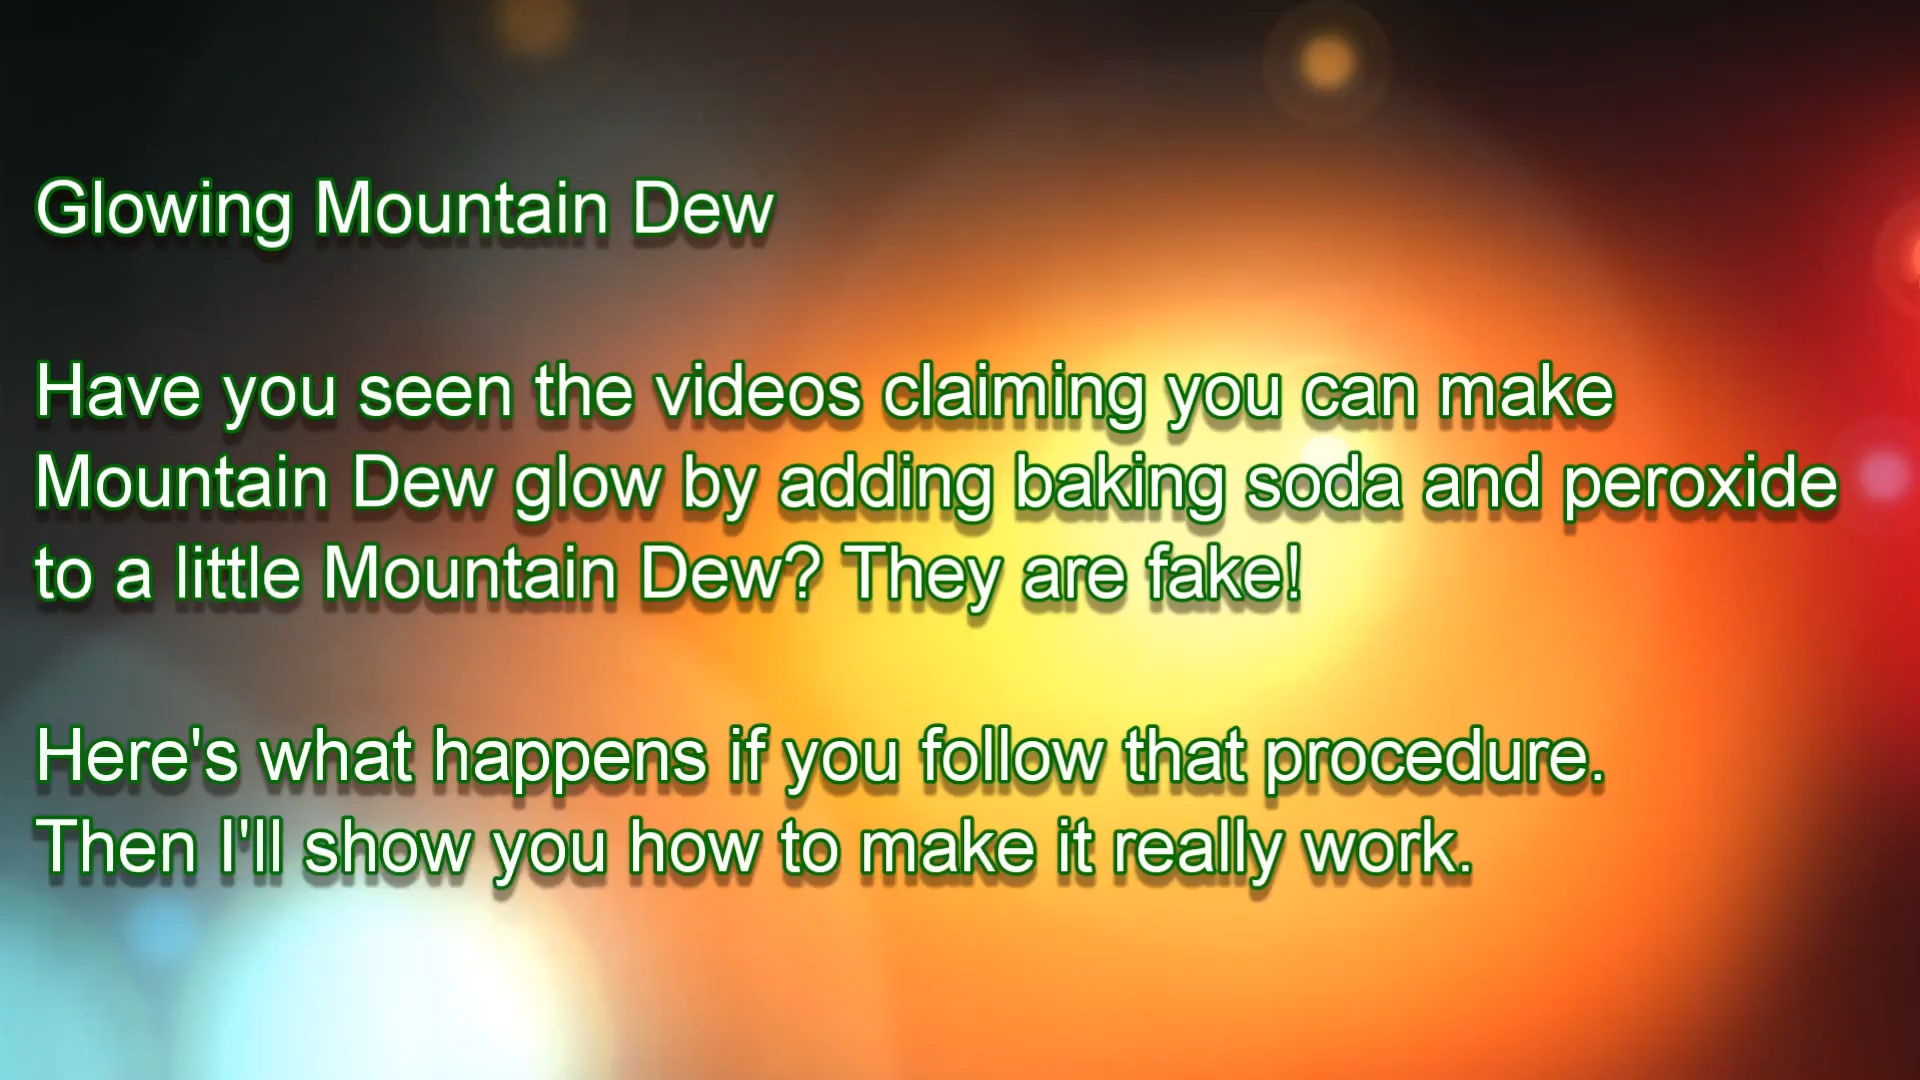 Glowing Mountain Dew
Have you seen the videos claiming you can make
Mountain Dew glow by adding baking soda and peroxide
to a little Mountain Dew? They are fake!
Here's what happens if you follow that procedure.
Then I'll show you how to make it really work.